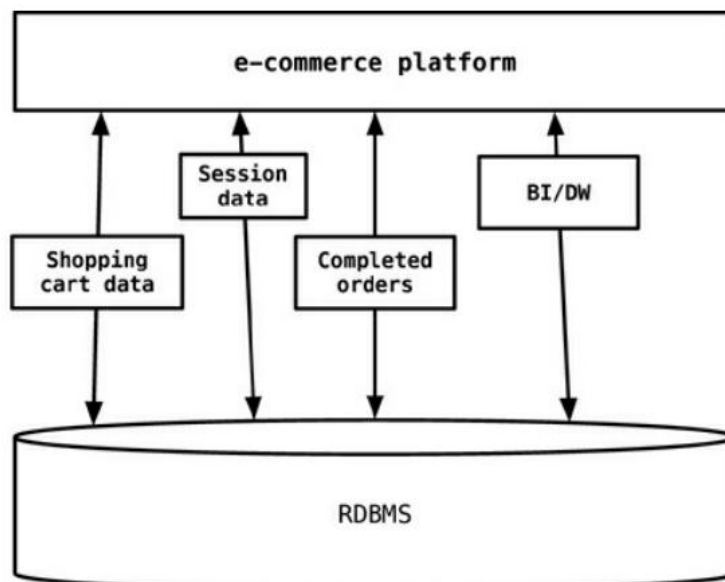 e-commerce platform
Session
data
BI/DW
Shopping
cart data
Completed
orders
RDBMS